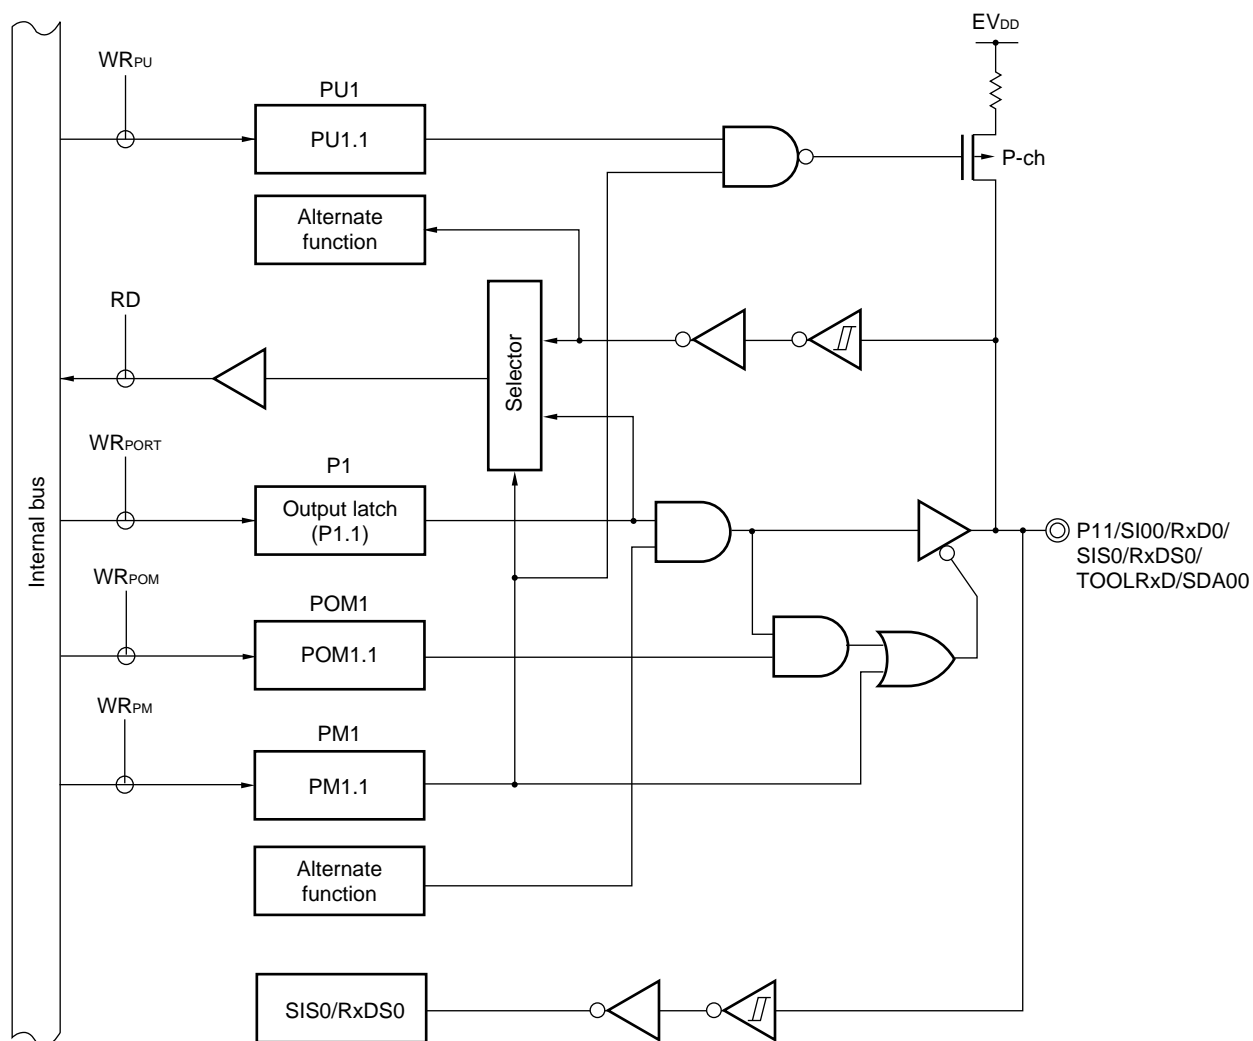 EVDD
WRPU
PU1
PU1.1
P-ch
Alternate
function
RD
Selector
WRPORT
P1
Output latch
(P1.1)
P11/SI00/RxD0/
SIS0/RxDS0/
TOOLRxD/SDA00
Internal bus
WRPOM
POM1
POM1.1
WRPM
PM1
PM1.1
Alternate
function
SIS0/RxDS0